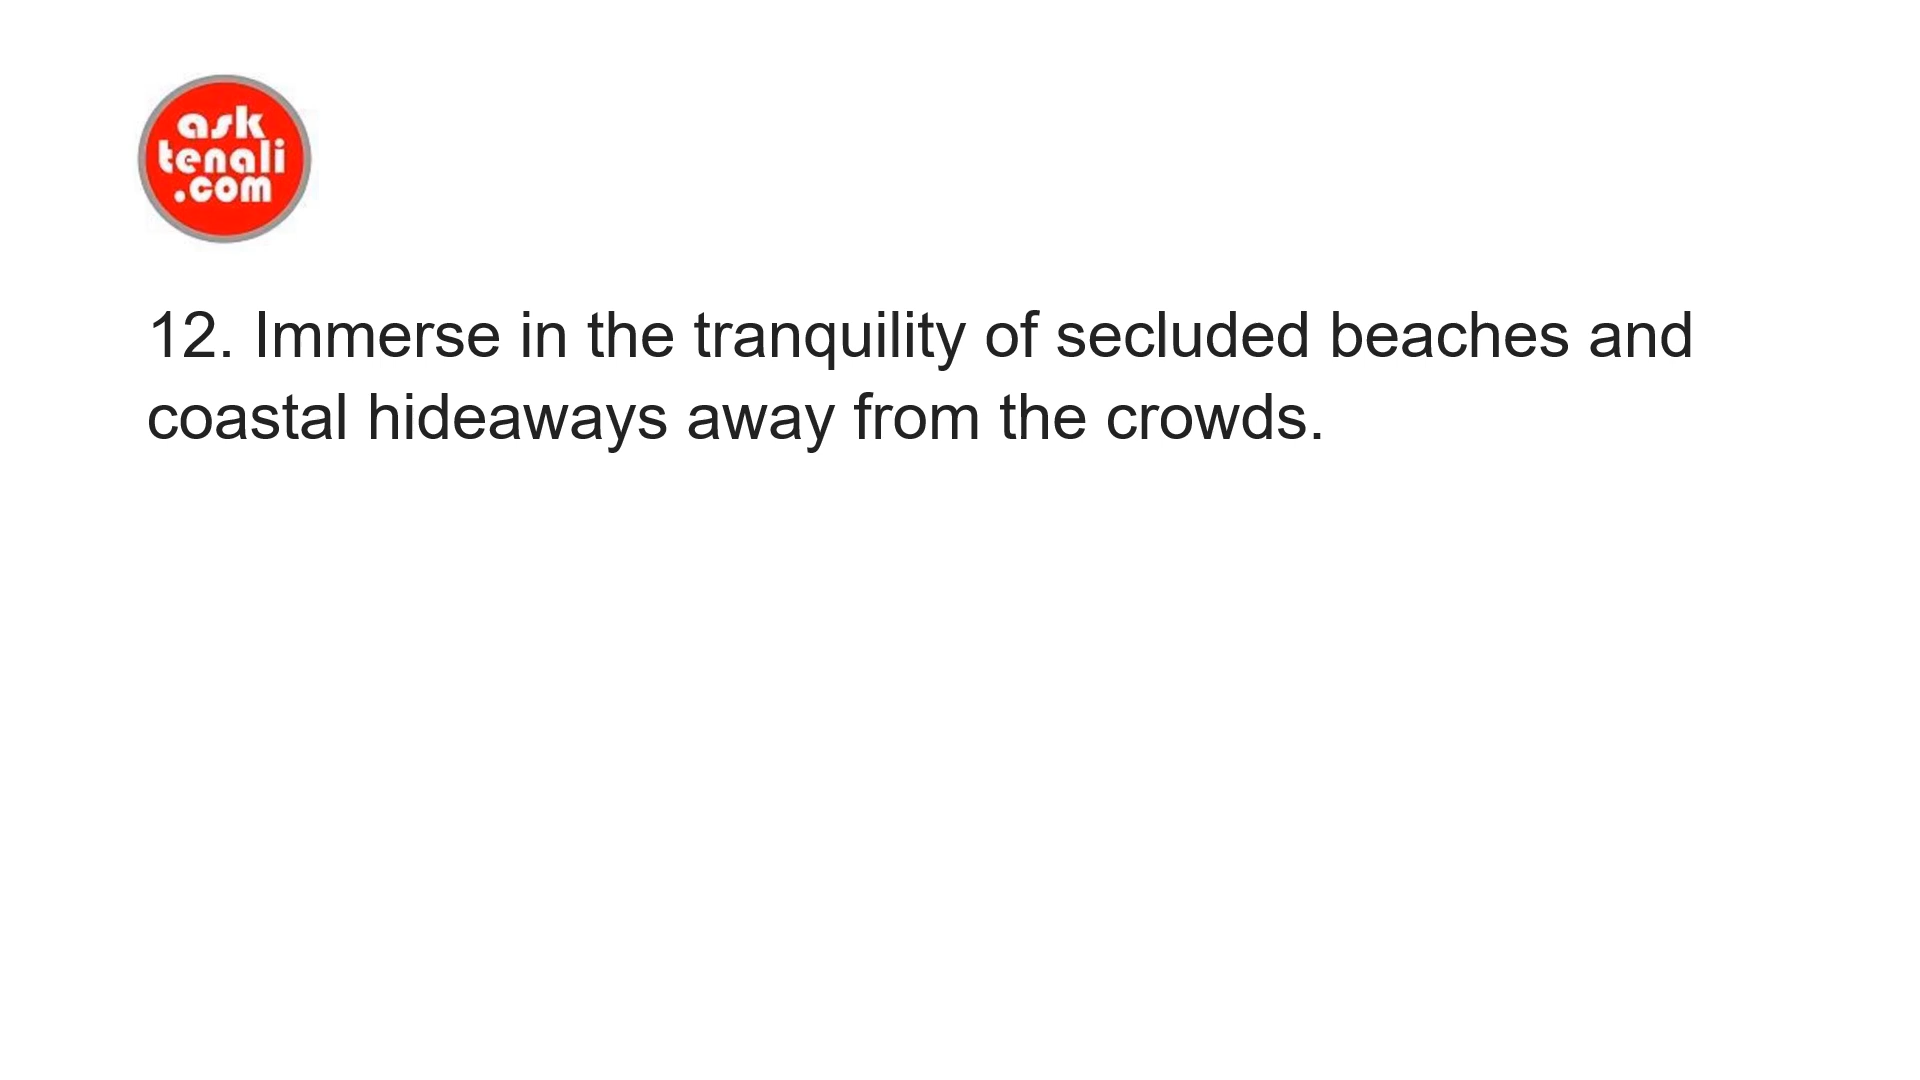 ask
tenali
.com
12. Immerse in the tranquility of secluded beaches and
coastal hideaways away from the crowds.